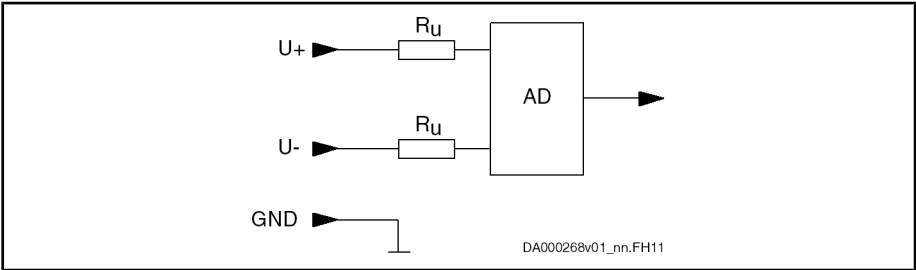 Ru
U+
AD
Ru
U-
GND
DA000268v01_nn.FH11